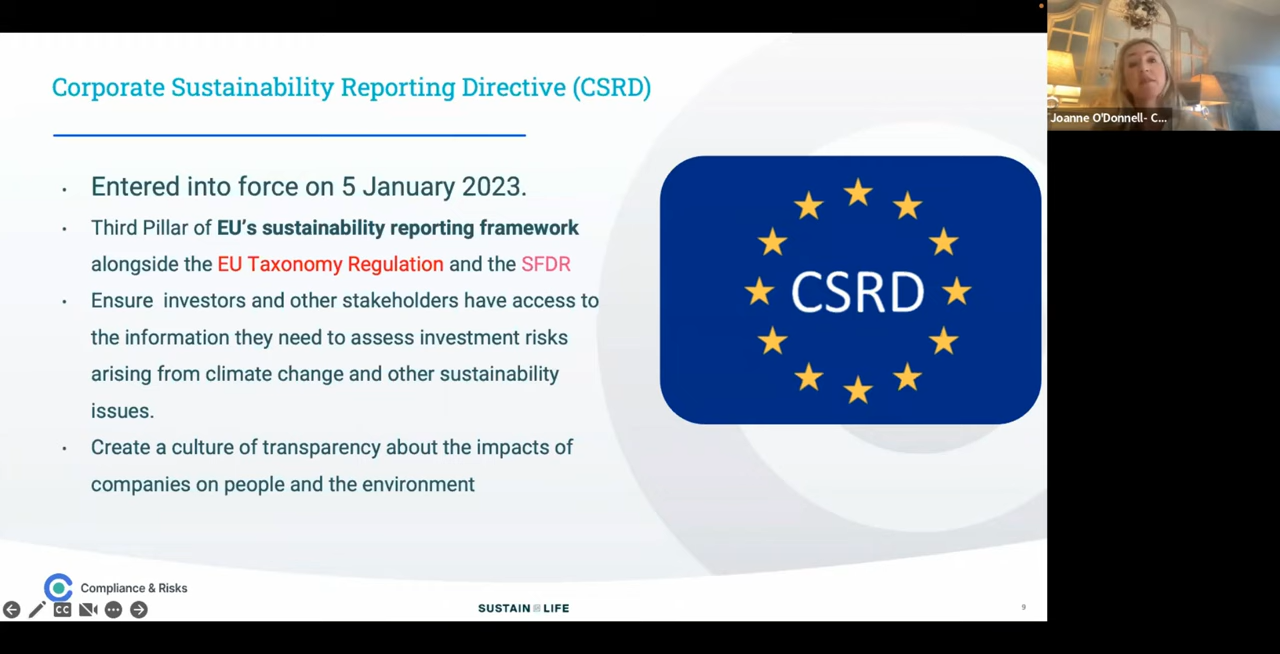 Corporate Sustainability Reporting Directive (CSRD)
Entered into force on 5 January 2023.
Third Pillar of EU’s sustainability reporting framework
alongside the EU Taxonomy Regulation and the SFDR
Ensure investors and other stakeholders have access to
the information they need to assess investment risks
arising from climate change and other sustainability
issues.
Create a culture of transparency about the impacts of
companies on people and the environment
CSRD
Joanne O'Donnell- C...
Compliance & Risks
CC
SUSTAIN LIFE
9